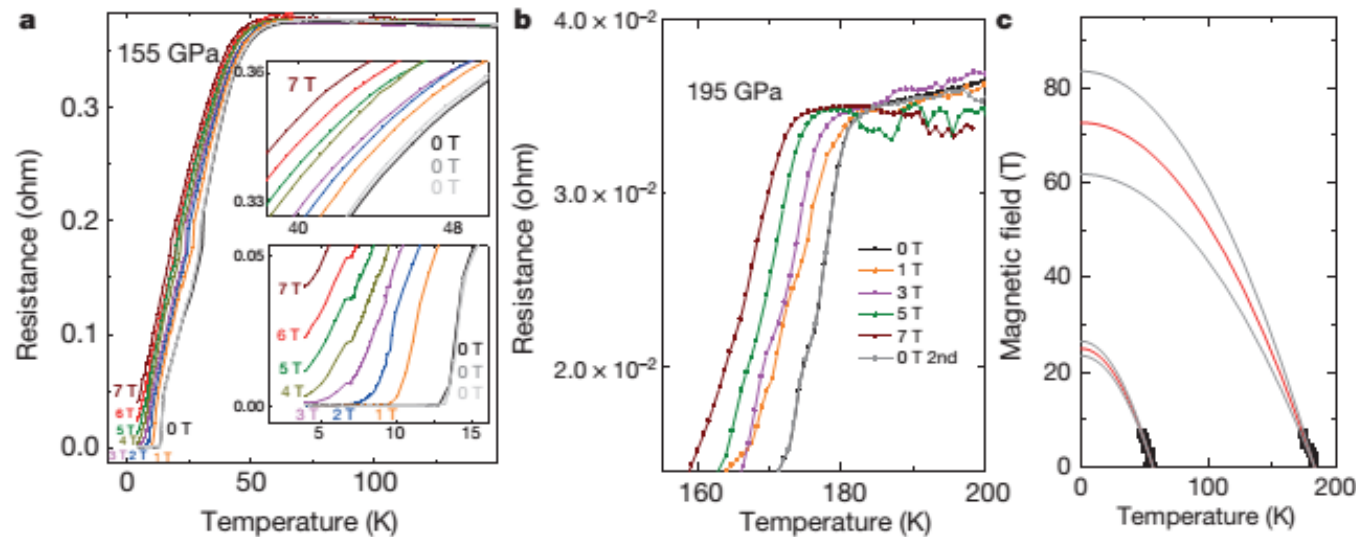 a
155 GPa
Resistance (ohm)
0.3
0.2
0.1
0.0
0
50
100
Temperature (K)
7 T
6 T
5 T
4 T
3 T
2 T
1 T
0 T
0.36
0.33
7 T
0 T
0 T
0 T
40
48
0.05
0.00
7 T
6 T
5 T
4 T
3 T
2 T
1 T
0 T
0 T
0 T
5
10
15
b
195 GPa
Resistance (ohm)
4.0 × 10⁻²
3.0 × 10⁻²
2.0 × 10⁻²
0 T
1 T
3 T
5 T
7 T
0 T 2nd
160
180
200
Temperature (K)
c
Magnetic field (T)
80
60
40
20
0
0
100
200
Temperature (K)